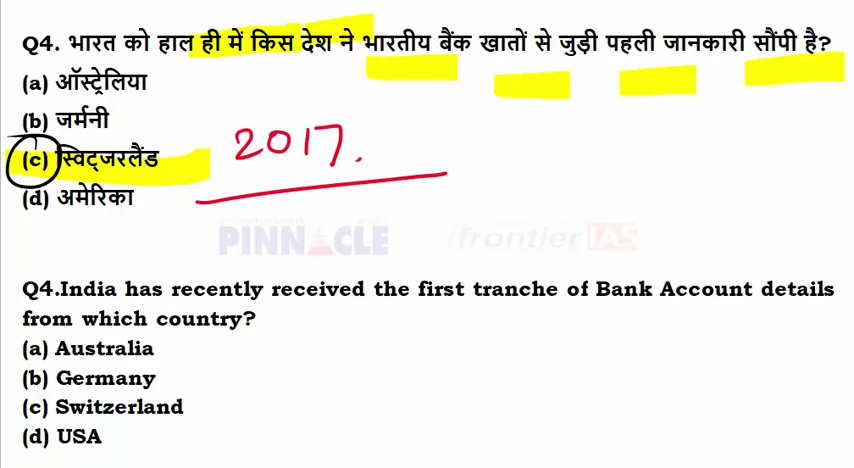 Q4. भारत को हाल ही में किस देश ने भारतीय बैंक खातों से जुड़ी पहली जानकारी सौंपी है?
(a) ऑस्ट्रेलिया
(b) जर्मनी
(c) स्विट्जरलैंड
(d) अमेरिका
2017.
PINNACLE
frontier IAS
Q4.India has recently received the first tranche of Bank Account details
from which country?
(a) Australia
(b) Germany
(c) Switzerland
(d) USA